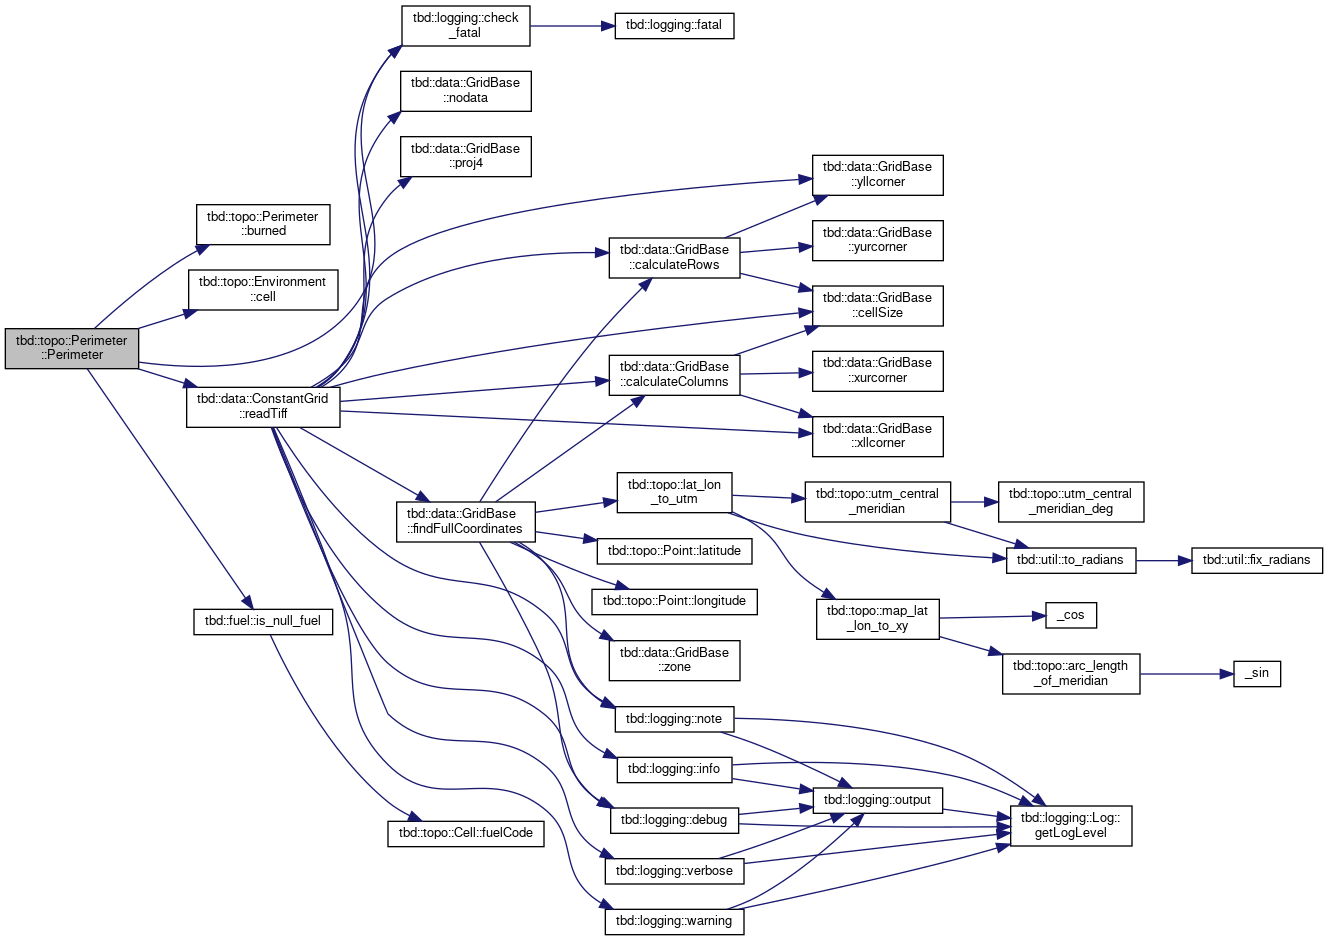 tbd::logging::check
_fatal
tbd::logging::fatal
tbd::data::GridBase
::nodata
tbd::data::GridBase
::proj4
tbd::data::GridBase
::yllcorner
tbd::topo::Perimeter
::burned
tbd::data::GridBase
::yurcorner
tbd::data::GridBase
::calculateRows
tbd::topo::Environment
::cell
tbd::data::GridBase
::cellSize
tbd::topo::Perimeter
::Perimeter
tbd::data::GridBase
::calculateColumns
tbd::data::GridBase
::xurcorner
tbd::data::ConstantGrid
::readTiff
tbd::data::GridBase
::xllcorner
tbd::topo::lat_lon
_to_utm
tbd::topo::utm_central
_meridian
tbd::topo::utm_central
_meridian_deg
tbd::data::GridBase
::findFullCoordinates
tbd::topo::Point::latitude
tbd::util::to_radians
tbd::util::fix_radians
tbd::topo::Point::longitude
tbd::topo::map_lat
_lon_to_xy
_cos
tbd::fuel::is_null_fuel
tbd::data::GridBase
::zone
tbd::topo::arc_length
_of_meridian
_sin
tbd::logging::note
tbd::logging::info
tbd::logging::output
tbd::logging::debug
tbd::logging::Log::
getLogLevel
tbd::topo::Cell::fuelCode
tbd::logging::verbose
tbd::logging::warning